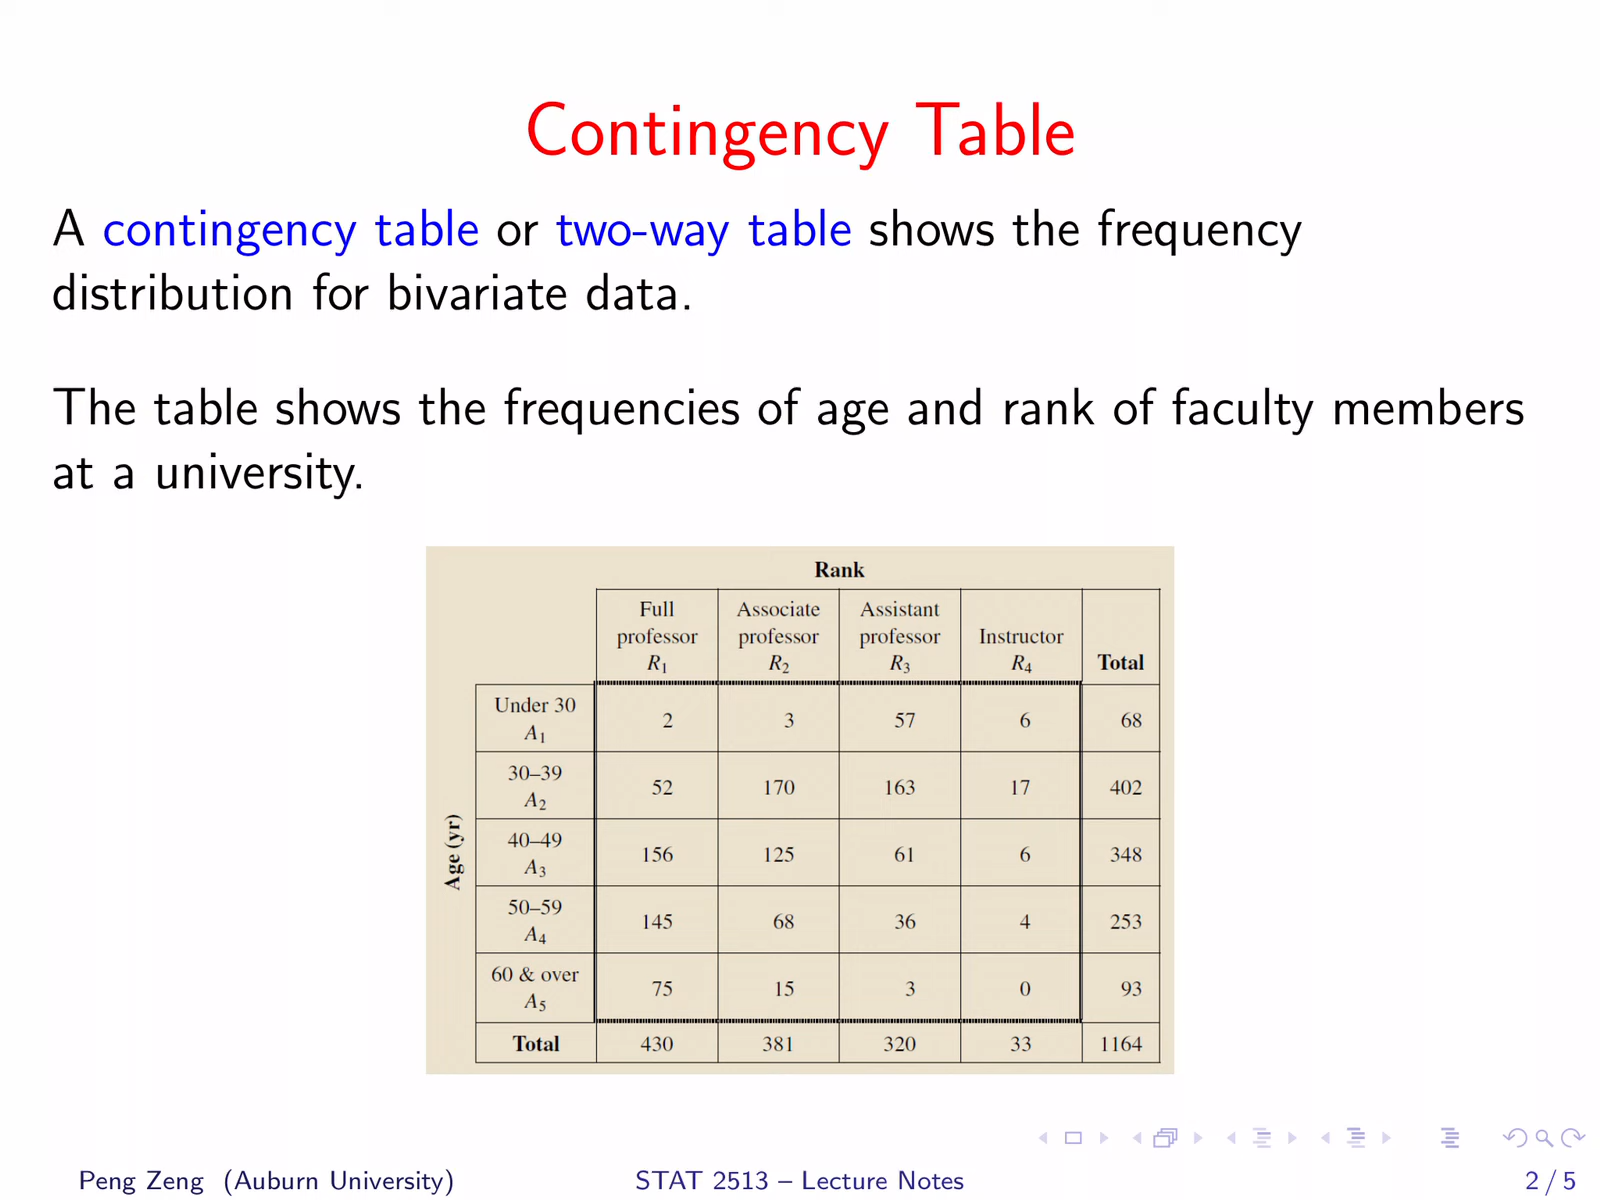 Contingency Table
A contingency table or two-way table shows the frequency
distribution for bivariate data.
The table shows the frequencies of age and rank of faculty members
at a university.
Rank
Full professor R1 Associate professor R2 Assistant professor R3 Instructor R4 Total
Age (yr)
Under 30 A1 2 3 57 6 68
30–39 A2 52 170 163 17 402
40–49 A3 156 125 61 6 348
50–59 A4 145 68 36 4 253
60 & over A5 75 15 3 0 93
Total 430 381 320 33 1164
Peng Zeng (Auburn University) STAT 2513 – Lecture Notes 2 / 5